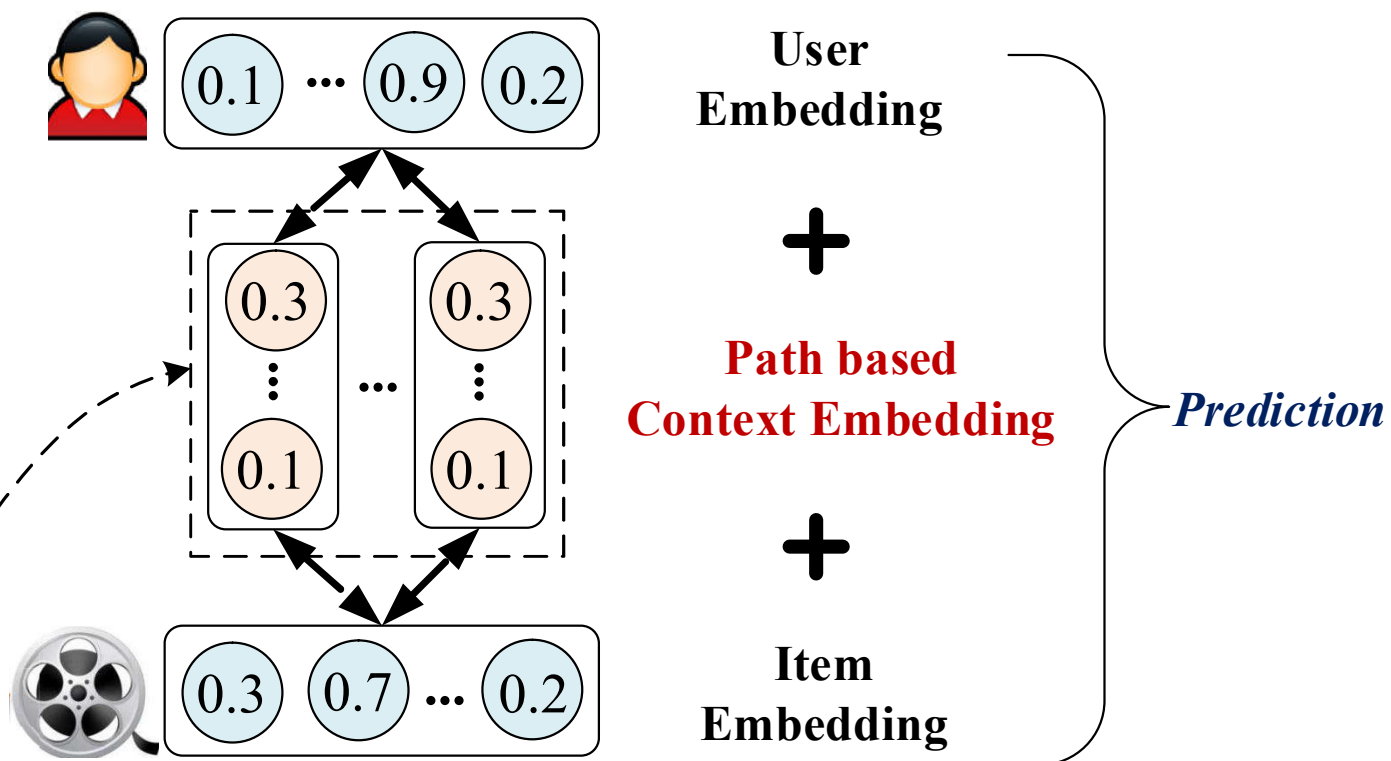 0.1 ... 0.9 0.2
User
Embedding
+
0.3 0.3
...
0.1 0.1
Path based
Context Embedding
Prediction
+
0.3 0.7 ... 0.2
Item
Embedding